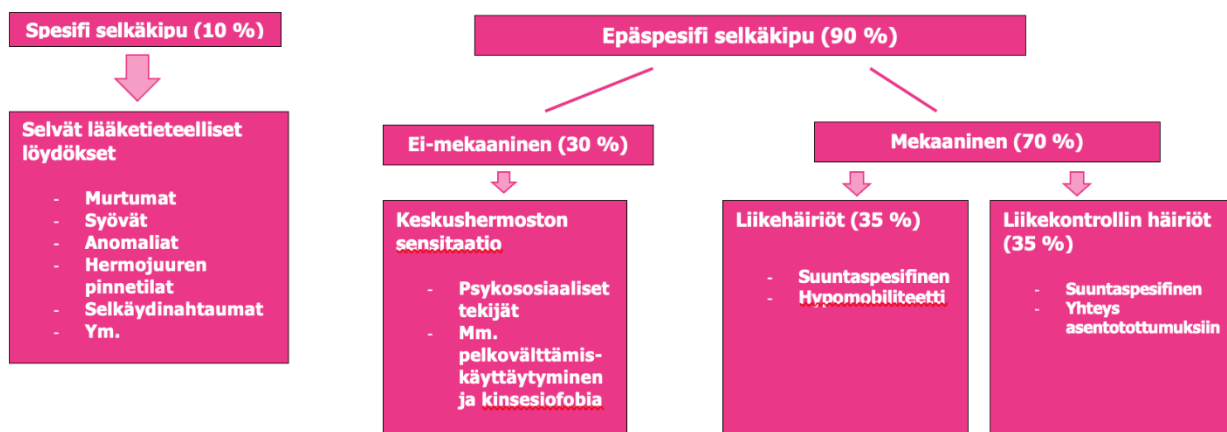 Spesifi selkäkipu (10 %)
Selvät lääketieteelliset
löydökset
- Murtumat
- Syövät
- Anomaliat
- Hermojuuren
pinnetilat
- Selkäydinahtaumat
- Ym.
Epäspesifi selkäkipu (90 %)
Ei-mekaaninen (30 %)
Keskushermoston
sensitaatio
- Psykososiaaliset
tekijät
- Mm.
pelkovälttämis-
käyttäytyminen
ja kinsesiofobia
Mekaaninen (70 %)
Liikehäiriöt (35 %)
- Suuntaspesifinen
- Hypomobiliteetti
Liikekontrollin häiriöt
(35 %)
- Suuntaspesifinen
- Yhteys
asentotottumuksiin